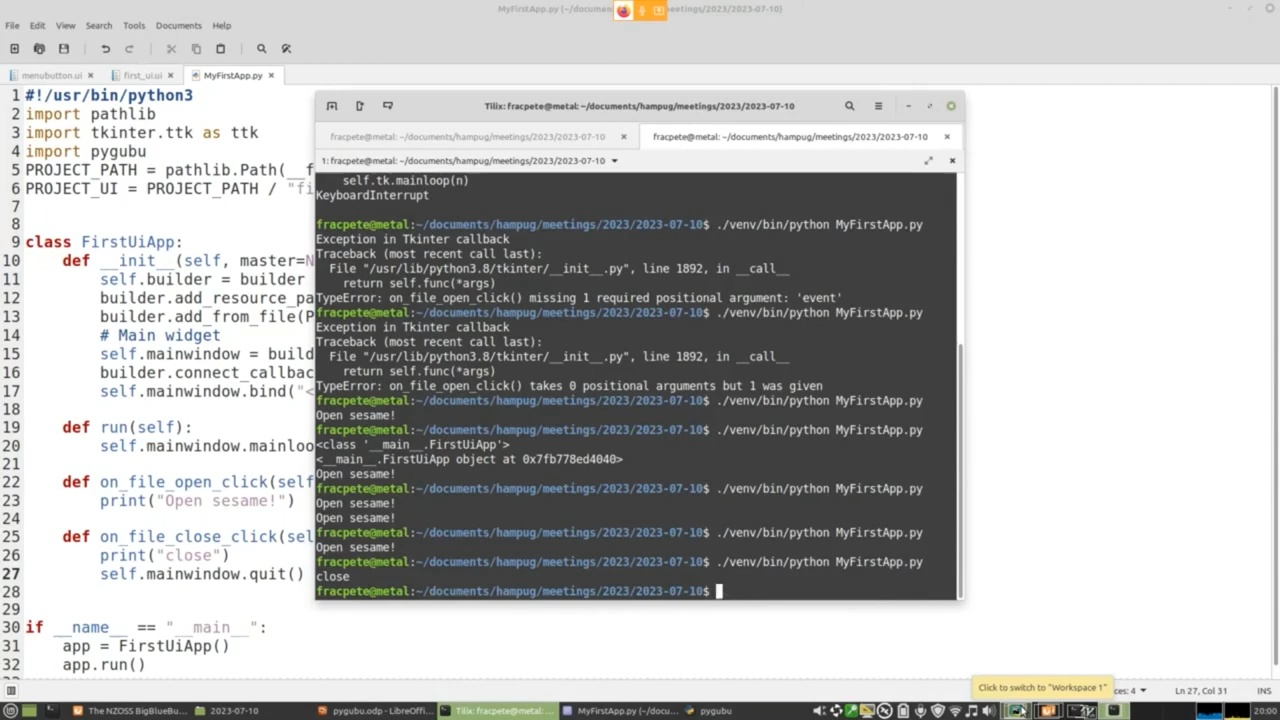 MyFirstApp.py (~/documen eetings/2023/2023-07-10)
File Edit View Search Tools Documents Help
menubutton.ui first_ui.ui MyFirstApp.py
1 #!/usr/bin/python3
2 import pathlib
3 import tkinter.ttk as ttk
4 import pygubu
5 PROJECT_PATH = pathlib.Path(__f
6 PROJECT_UI = PROJECT_PATH / "fi
7
8
9 class FirstUiApp:
10 def __init__(self, master=N
11 self.builder = builder
12 builder.add_resource_pa
13 builder.add_from_file(P
14 # Main widget
15 self.mainwindow = build
16 builder.connect_callbac
17 self.mainwindow.bind("<
18
19 def run(self):
20 self.mainwindow.mainloo
21
22 def on_file_open_click(self
23 print("Open sesame!")
24
25 def on_file_close_click(sel
26 print("close")
27 self.mainwindow.quit()
28
29
30 if __name__ == "__main__":
31 app = FirstUiApp()
32 app.run()
Tilix: fracpete@metal: ~/documents/hampug/meetings/2023/2023-07-10
fracpete@metal: ~/documents/hampug/meetings/2023/2023-07-10 fracpete@metal: ~/documents/hampug/meetings/2023/2023-07-10
1: fracpete@metal: ~/documents/hampug/meetings/2023/2023-07-10
self.tk.mainloop(n)
KeyboardInterrupt
fracpete@metal:~/documents/hampug/meetings/2023/2023-07-10$ ./venv/bin/python MyFirstApp.py
Exception in Tkinter callback
Traceback (most recent call last):
File "/usr/lib/python3.8/tkinter/__init__.py", line 1892, in __call__
return self.func(*args)
TypeError: on_file_open_click() missing 1 required positional argument: 'event'
fracpete@metal:~/documents/hampug/meetings/2023/2023-07-10$ ./venv/bin/python MyFirstApp.py
Exception in Tkinter callback
Traceback (most recent call last):
File "/usr/lib/python3.8/tkinter/__init__.py", line 1892, in __call__
return self.func(*args)
TypeError: on_file_open_click() takes 0 positional arguments but 1 was given
fracpete@metal:~/documents/hampug/meetings/2023/2023-07-10$ ./venv/bin/python MyFirstApp.py
Open sesame!
fracpete@metal:~/documents/hampug/meetings/2023/2023-07-10$ ./venv/bin/python MyFirstApp.py
<class '__main__.FirstUiApp'>
<__main__.FirstUiApp object at 0x7fb778ed4040>
Open sesame!
fracpete@metal:~/documents/hampug/meetings/2023/2023-07-10$ ./venv/bin/python MyFirstApp.py
Open sesame!
Open sesame!
fracpete@metal:~/documents/hampug/meetings/2023/2023-07-10$ ./venv/bin/python MyFirstApp.py
Open sesame!
fracpete@metal:~/documents/hampug/meetings/2023/2023-07-10$ ./venv/bin/python MyFirstApp.py
close
fracpete@metal:~/documents/hampug/meetings/2023/2023-07-10$
Click to switch to "Workspace 1"
ces: 4 Ln 27, Col 31 INS
The NZOSS BigBlueBu... 2023-07-10 pygubu.odp - LibreOffi... Tilix: fracpete@metal:... MyFirstApp.py (~/docu... pygubu 20:00